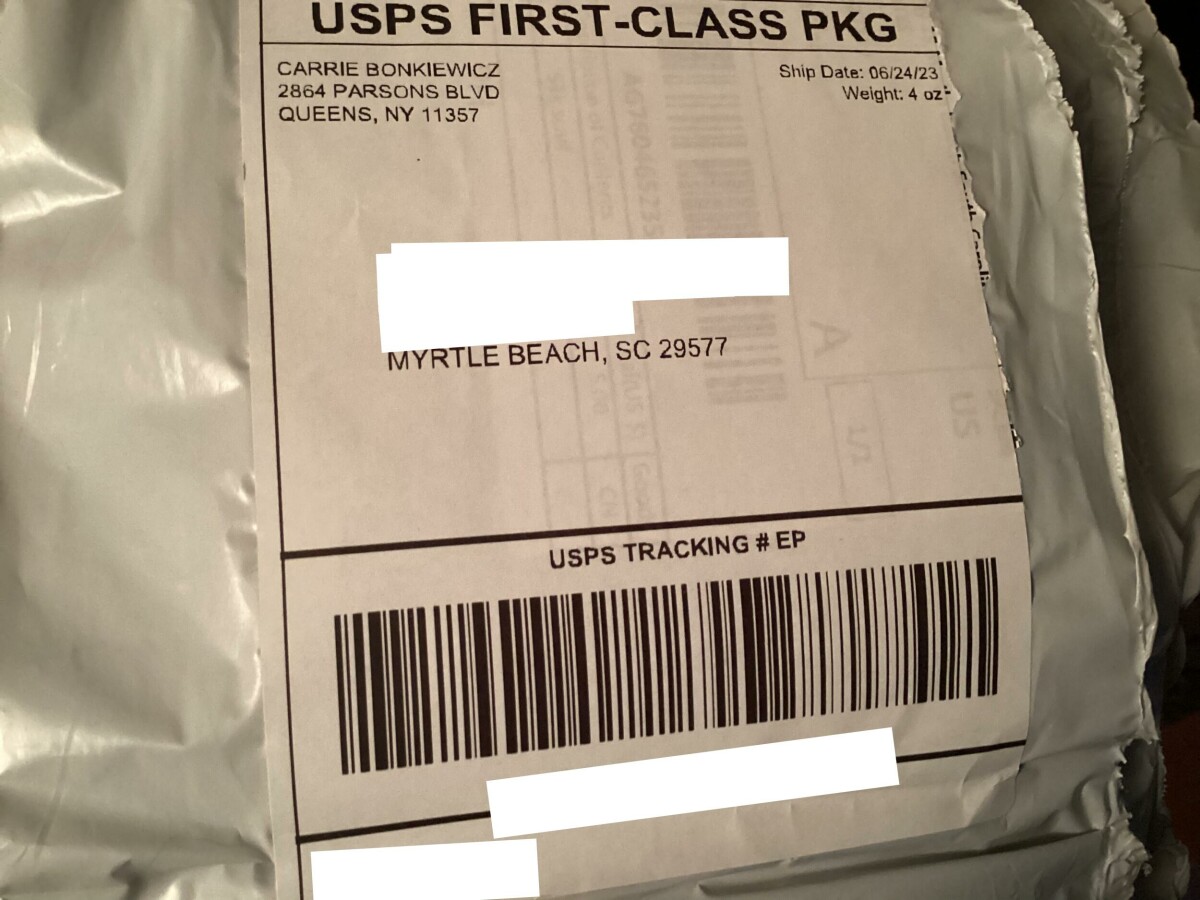 USPS FIRST-CLASS PKG
CARRIE BONKIEWICZ
2864 PARSONS BLVD
QUEENS, NY 11357
Ship Date: 06/24/23
Weight: 4 oz
MYRTLE BEACH, SC 29577
USPS TRACKING # EP
A
US